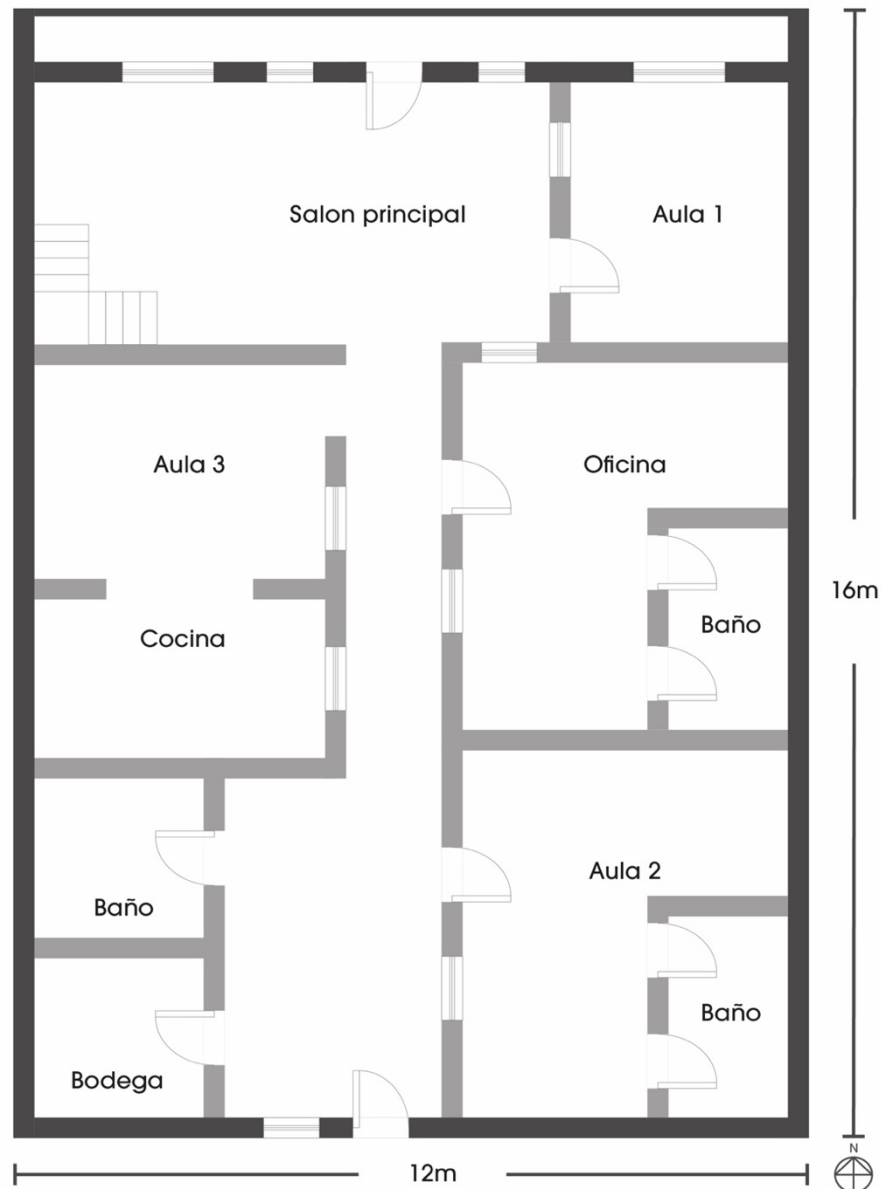 Salon principal
Aula 1
Aula 3
Oficina
16m
Baño
Cocina
Aula 2
Baño
Baño
Bodega
N
12m